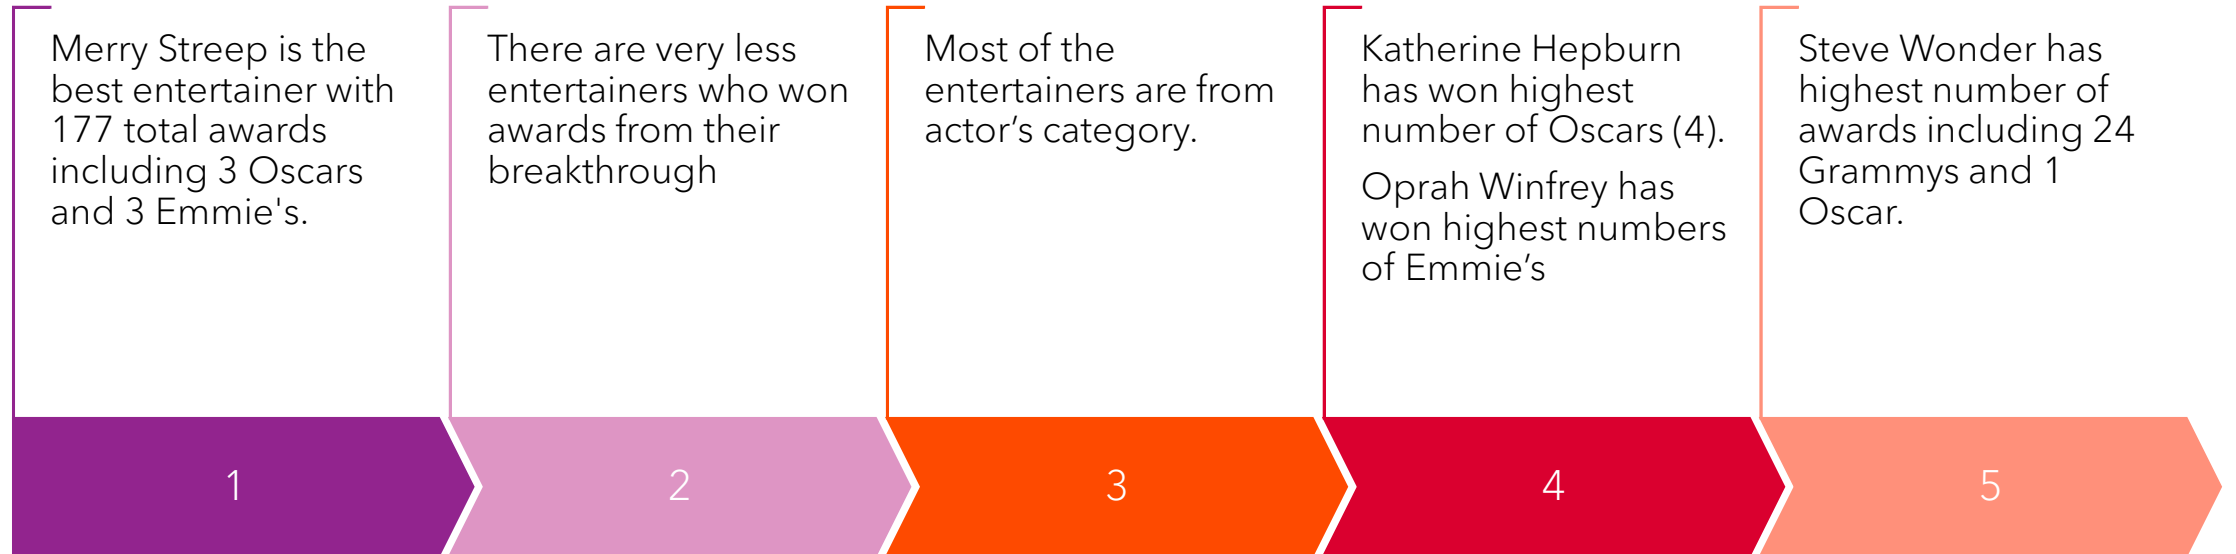 Merry Streep is the
best entertainer with
177 total awards
including 3 Oscars
and 3 Emmie's.
There are very less
entertainers who won
awards from their
breakthrough
Most of the
entertainers are from
actor’s category.
Katherine Hepburn
has won highest
number of Oscars (4).
Oprah Winfrey has
won highest numbers
of Emmie’s
Steve Wonder has
highest number of
awards including 24
Grammys and 1
Oscar.
1
2
3
4
5